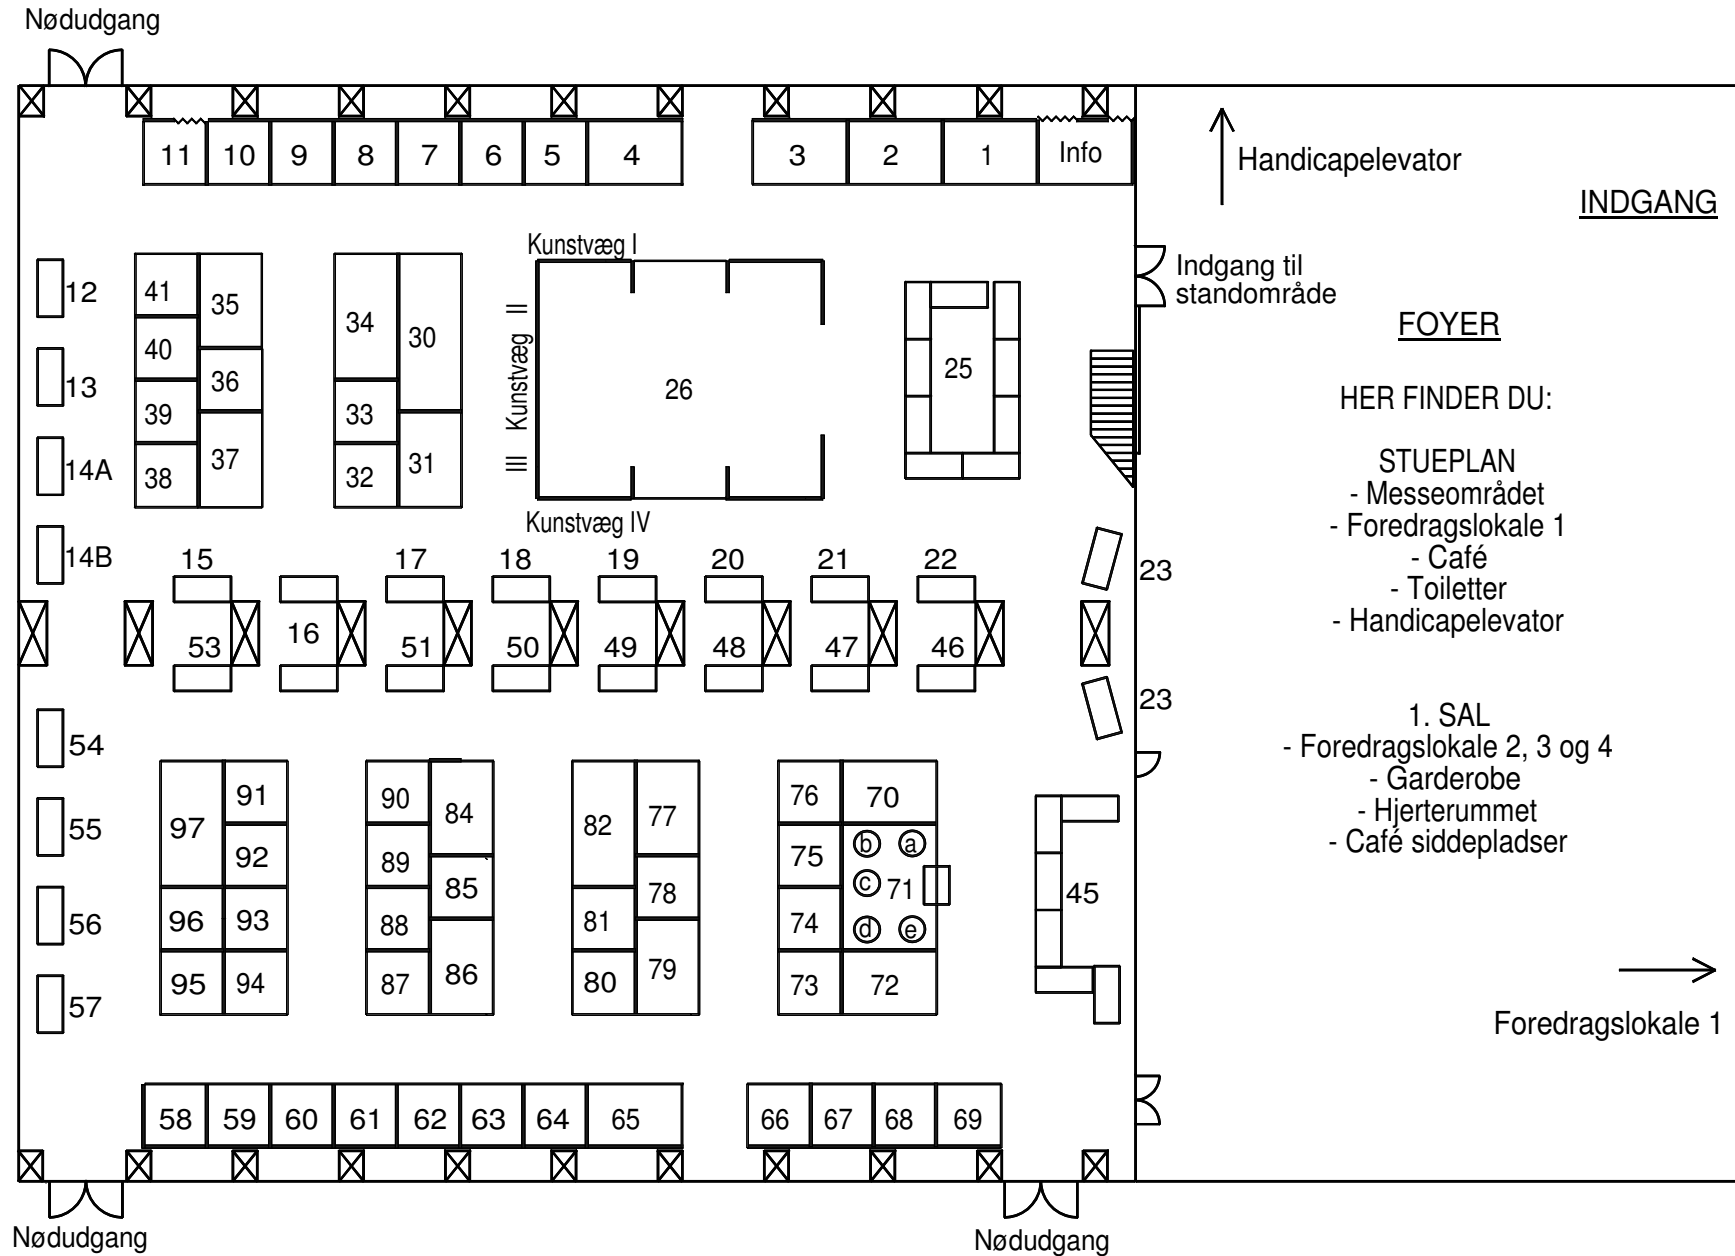 Nødudgang
11 10 9 8 7 6 5 4 3 2 1 Info
Handicapelevator
INDGANG
Kunstvæg I
Indgang til
standområde
12 41 35 34 30 Kunstvæg II III 26 25
40
13 36 33
39
14A 38 37 32 31
Kunstvæg IV
FOYER
HER FINDER DU:
STUEPLAN
- Messeområdet
- Foredragslokale 1
- Café
- Toiletter
- Handicapelevator
14B 15 17 18 19 20 21 22 23
53 16 51 50 49 48 47 46
23
1. SAL
- Foredragslokale 2, 3 og 4
- Garderobe
- Hjerterummet
- Café siddepladser
54
97 91 90 84 82 77 76 70
55 92 89 85 78 75 b a
c 71 45
56 96 93 88 81 74 d e
57 95 94 87 86 80 79 73 72
Foredragslokale 1
58 59 60 61 62 63 64 65 66 67 68 69
Nødudgang
Nødudgang